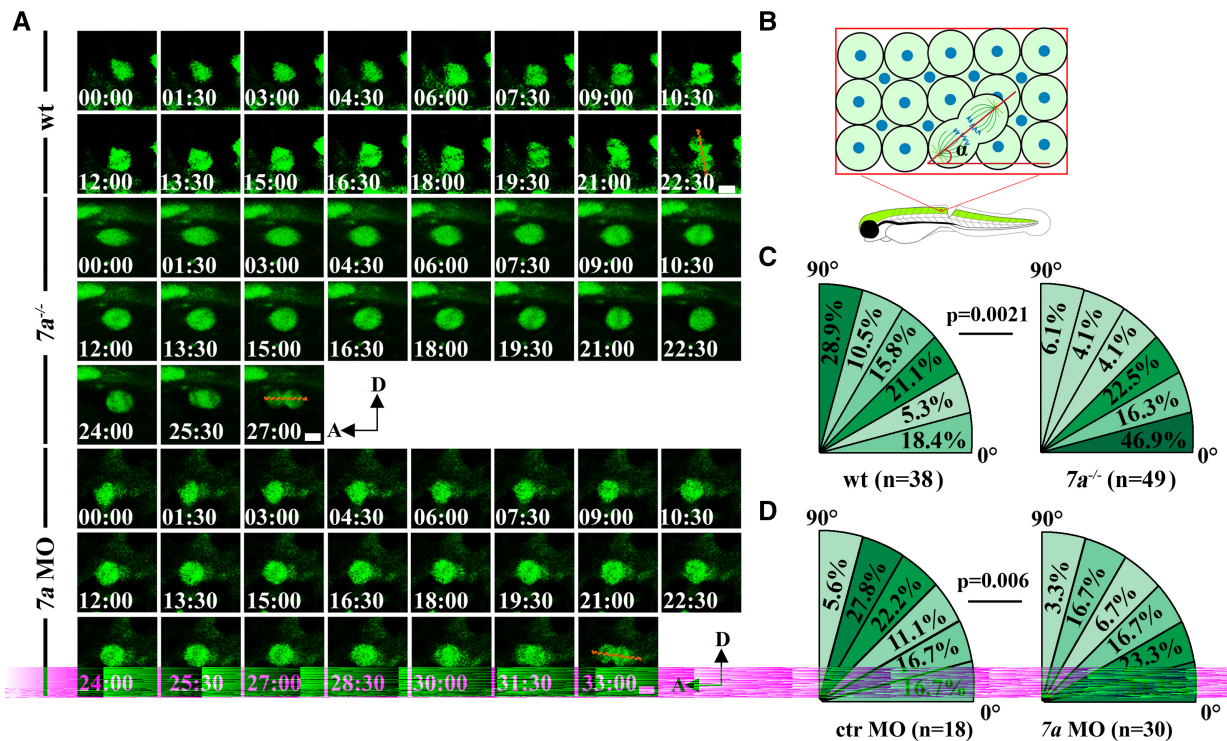 A
wt
00:00 01:30 03:00 04:30 06:00 07:30 09:00 10:30
12:00 13:30 15:00 16:30 18:00 19:30 21:00 22:30
7a-/-
00:00 01:30 03:00 04:30 06:00 07:30 09:00 10:30
12:00 13:30 15:00 16:30 18:00 19:30 21:00 22:30
24:00 25:30 27:00
D
A
7a MO
00:00 01:30 03:00 04:30 06:00 07:30 09:00 10:30
12:00 13:30 15:00 16:30 18:00 19:30 21:00 22:30
24:00 25:30 27:00 28:30 30:00 31:30 33:00
D
A
B
α
C
90°
28.9%
10.5%
15.8%
21.1%
5.3%
18.4%
0°
wt (n=38)
p=0.0021
90°
6.1%
4.1%
4.1%
22.5%
16.3%
46.9%
0°
7a-/- (n=49)
D
90°
5.6%
27.8%
22.2%
11.1%
16.7%
16.7%
0°
ctr MO (n=18)
p=0.006
90°
3.3%
16.7%
6.7%
16.7%
23.3%
0°
7a MO (n=30)